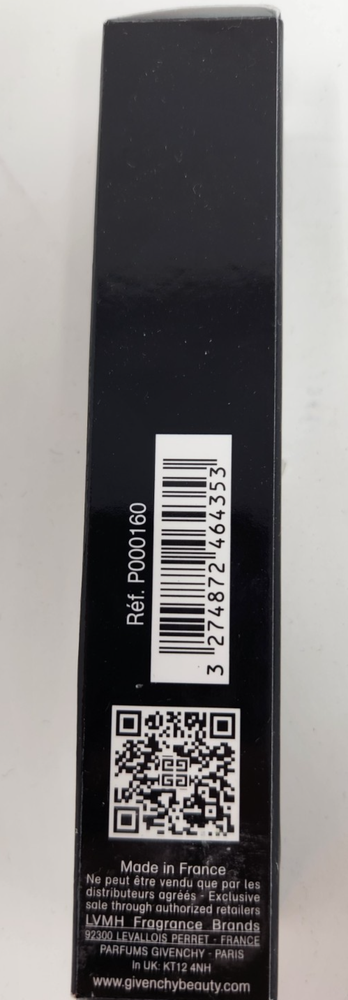 Réf. P000160
3 274872 464353
Made in France
Ne peut être vendu que par les
distributeurs agréés - Exclusive
sale through authorized retailers
LVMH Fragrance Brands
92300 LEVALLOIS PERRET - FRANCE
PARFUMS GIVENCHY - PARIS
In UK: KT12 4NH
www.givenchybeauty.com